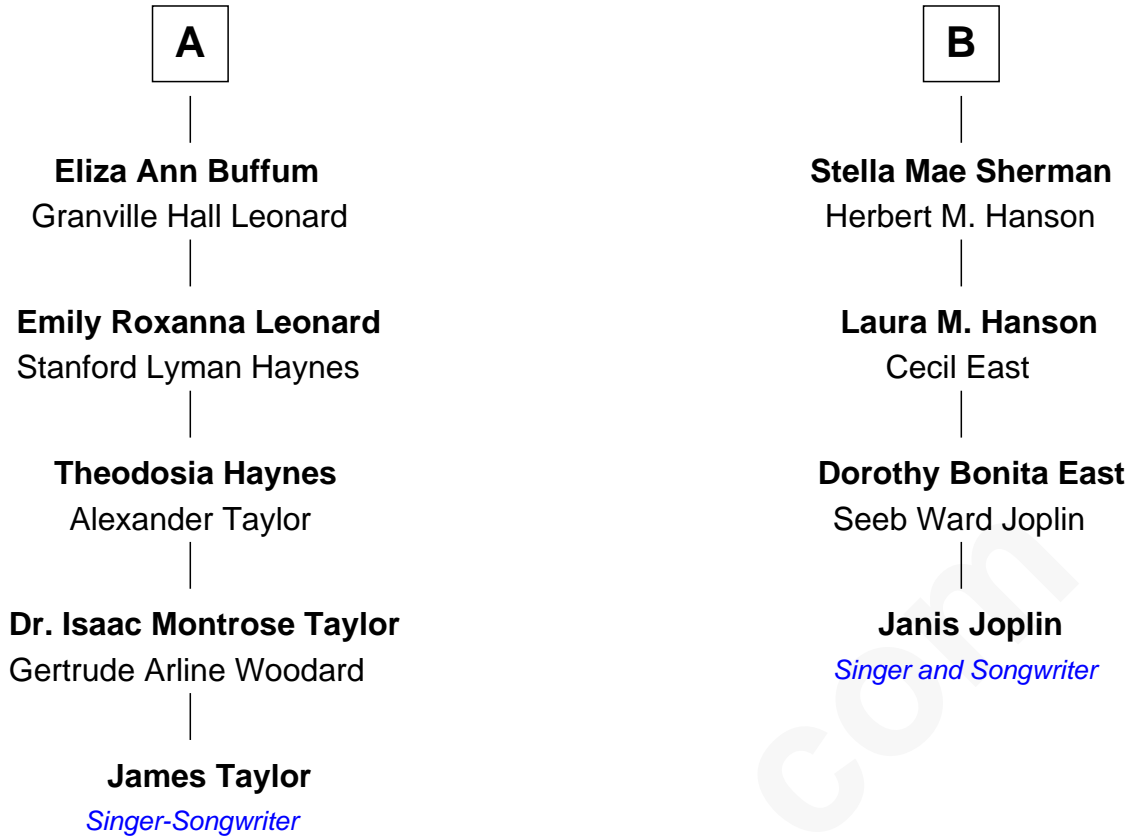 A
Eliza Ann Buffum
Granville Hall Leonard
Emily Roxanna Leonard
Stanford Lyman Haynes
Theodosia Haynes
Alexander Taylor
Dr. Isaac Montrose Taylor
Gertrude Arline Woodard
James Taylor
Singer-Songwriter
B
Stella Mae Sherman
Herbert M. Hanson
Laura M. Hanson
Cecil East
Dorothy Bonita East
Seeb Ward Joplin
Janis Joplin
Singer and Songwriter
com